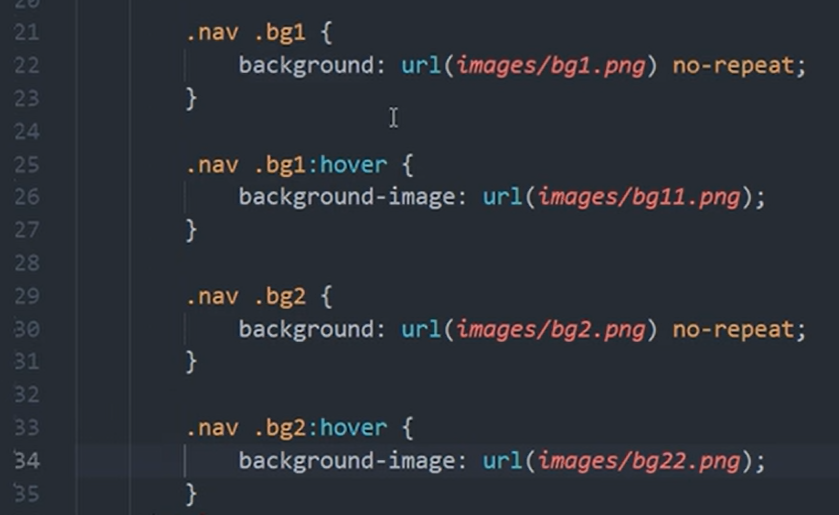 21 .nav .bg1 {
22 background: url(images/bg1.png) no-repeat;
23 }
24
25 .nav .bg1:hover {
26 background-image: url(images/bg11.png);
27 }
28
29 .nav .bg2 {
30 background: url(images/bg2.png) no-repeat;
31 }
32
33 .nav .bg2:hover {
34 background-image: url(images/bg22.png);
35 }